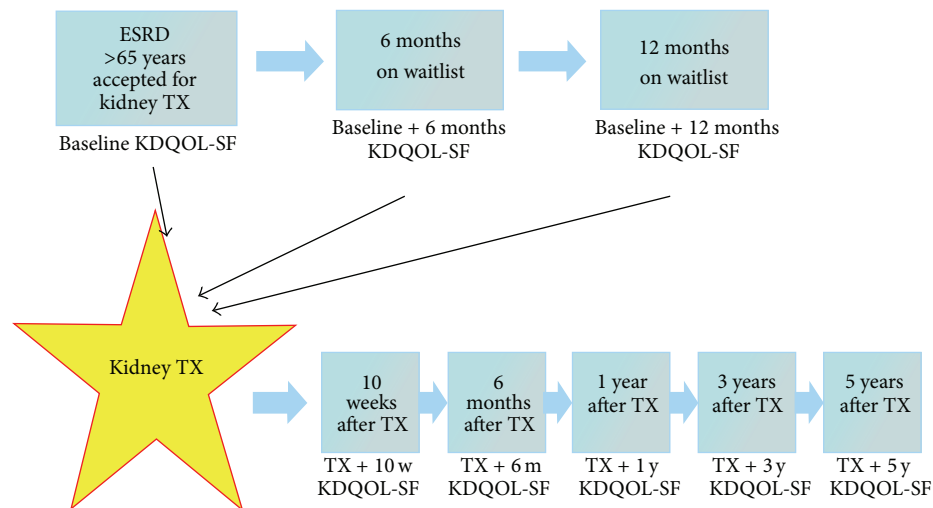 ESRD
>65 years
accepted for
kidney TX
Baseline KDQOL-SF
6 months
on waitlist
Baseline + 6 months
KDQOL-SF
12 months
on waitlist
Baseline + 12 months
KDQOL-SF
Kidney TX
10
weeks
after TX
TX + 10 w
KDQOL-SF
6
months
after TX
TX + 6 m
KDQOL-SF
1 year
after TX
TX + 1 y
KDQOL-SF
3 years
after TX
TX + 3 y
KDQOL-SF
5 years
after TX
TX + 5 y
KDQOL-SF